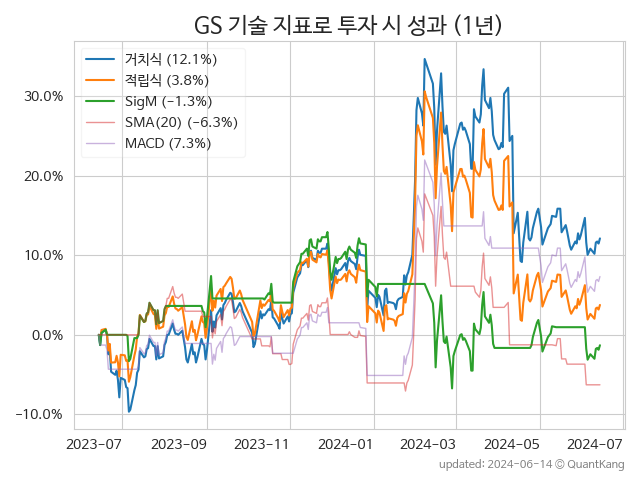 GS 기술 지표로 투자 시 성과 (1년)
거치식 (12.1%)
적립식 (3.8%)
SigM (−1.3%)
SMA(20) (−6.3%)
MACD (7.3%)
30.0%
20.0%
10.0%
0.0%
−10.0%
2023-07 2023-09 2023-11 2024-01 2024-03 2024-05 2024-07
updated: 2024-06-14 © QuantKang